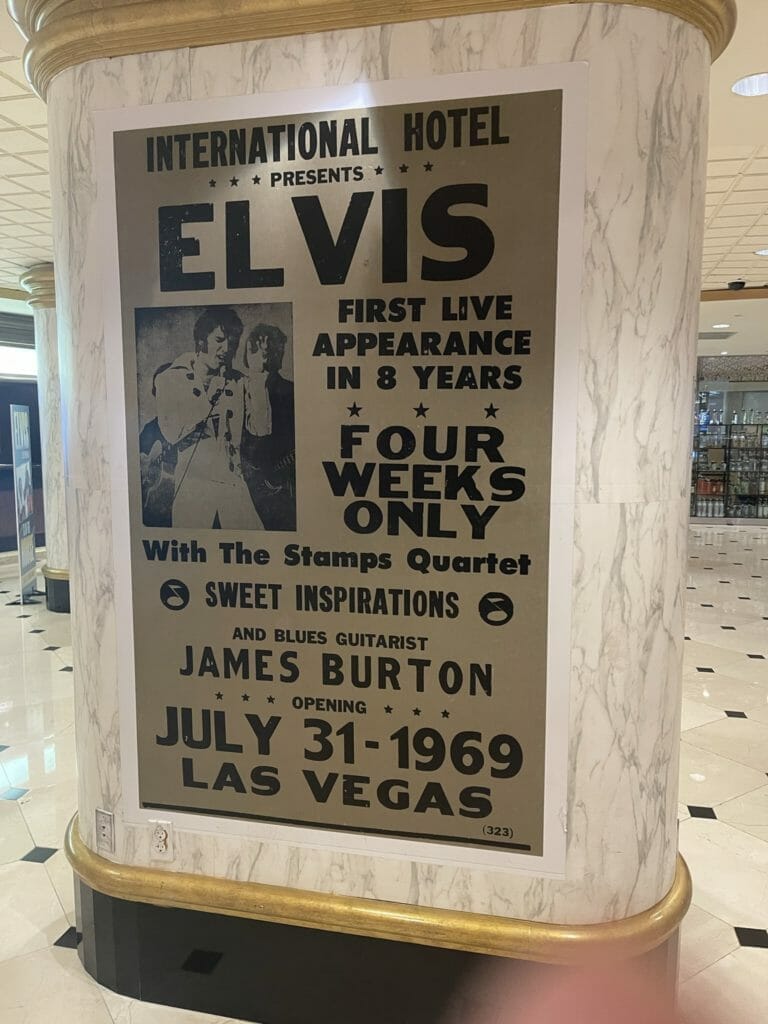 INTERNATIONAL HOTEL
PRESENTS
ELVIS
FIRST LIVE
APPEARANCE
IN 8 YEARS
FOUR
WEEKS
ONLY
With The Stamps Quartet
SWEET INSPIRATIONS
AND BLUES GUITARIST
JAMES BURTON
OPENING
JULY 31-1969
LAS VEGAS
(323)
ELVIS